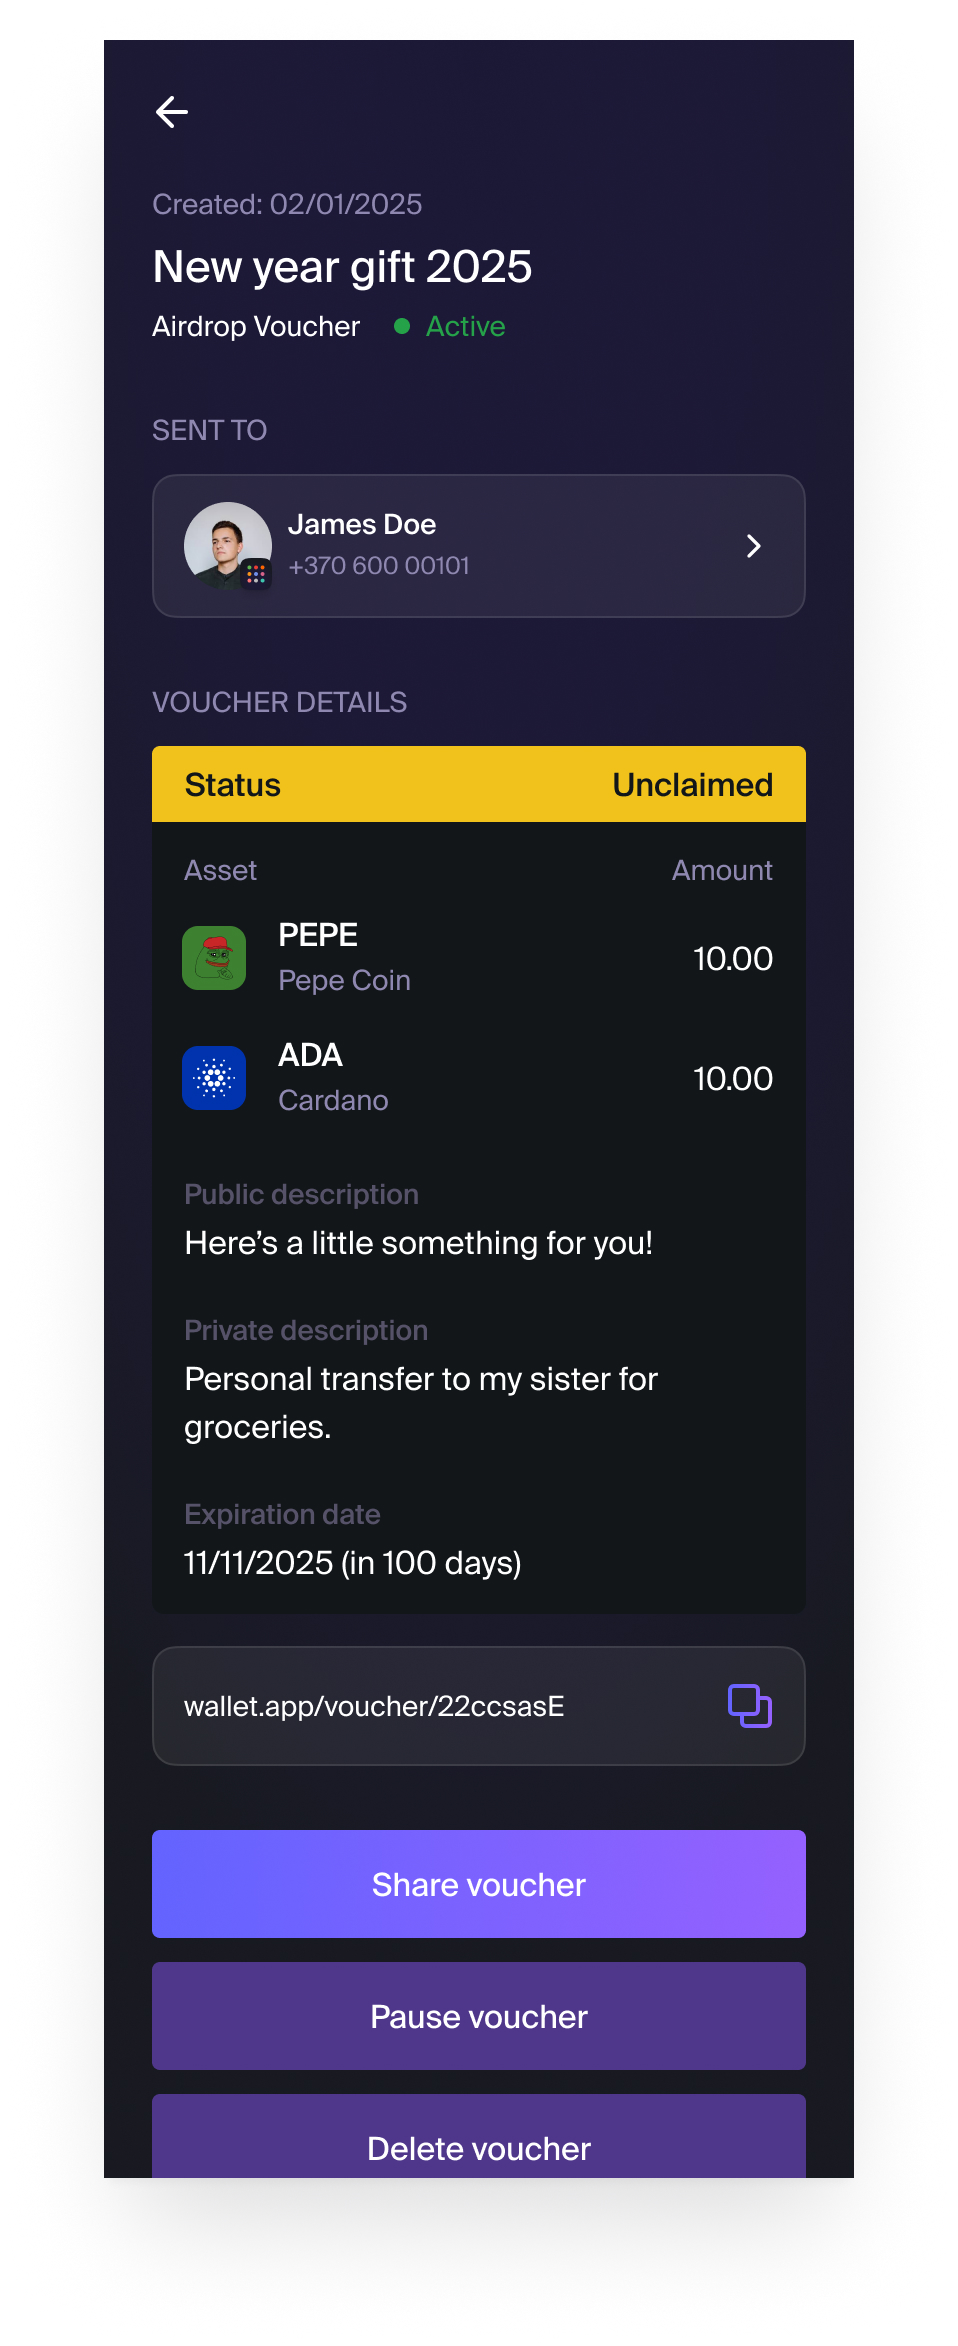 Created: 02/01/2025
New year gift 2025
Airdrop Voucher Active
SENT TO
James Doe
+370 600 00101
VOUCHER DETAILS
Status Unclaimed
Asset Amount
PEPE
Pepe Coin
10.00
ADA
Cardano
10.00
Public description
Here’s a little something for you!
Private description
Personal transfer to my sister for
groceries.
Expiration date
11/11/2025 (in 100 days)
wallet.app/voucher/22ccsasE
Share voucher
Pause voucher
Delete voucher